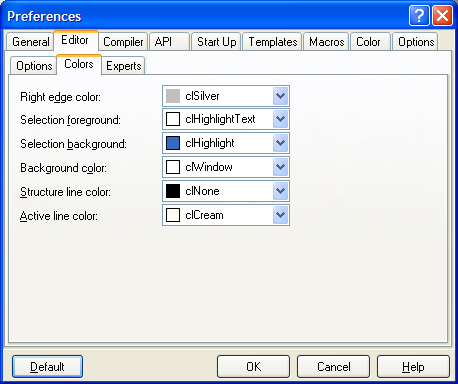 Preferences
General Editor Compiler API Start Up Templates Macros Color Options
Options Colors Experts
Right edge color: clSilver
Selection foreground: clHighlightText
Selection background: clHighlight
Background color: clWindow
Structure line color: clNone
Active line color: clCream
Default OK Cancel Help